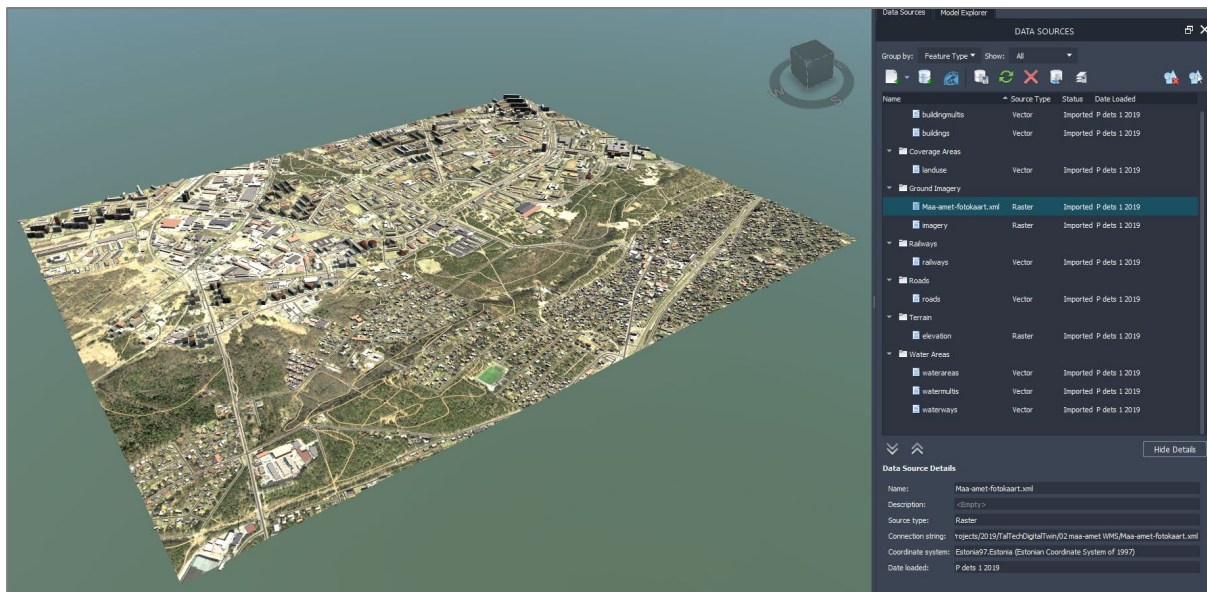 Data Sources Model Explorer
DATA SOURCES
Group by: Feature Type Show: All
Name Source Type Status Date Loaded
buildingmultis Vector Imported P dets 1 2019
buildings Vector Imported P dets 1 2019
Coverage Areas
landuse Vector Imported P dets 1 2019
Ground Imagery
Maa-amet-fotokaart.xml Raster Imported P dets 1 2019
imagery Raster Imported P dets 1 2019
Railways
railways Vector Imported P dets 1 2019
Roads
roads Vector Imported P dets 1 2019
Terrain
elevation Raster Imported P dets 1 2019
Water Areas
waterareas Vector Imported P dets 1 2019
watermultis Vector Imported P dets 1 2019
waterways Vector Imported P dets 1 2019
Hide Details
Data Source Details
Name: Maa-amet-fotokaart.xml
Description: <Empty>
Source type: Raster
Connection string: rojects/2019/TalTechDigitalTwin/02 maa-amet WMS/Maa-amet-fotokaart.xml
Coordinate system: Estonia97.Estonia (Estonian Coordinate System of 1997)
Date loaded: P dets 1 2019
W S